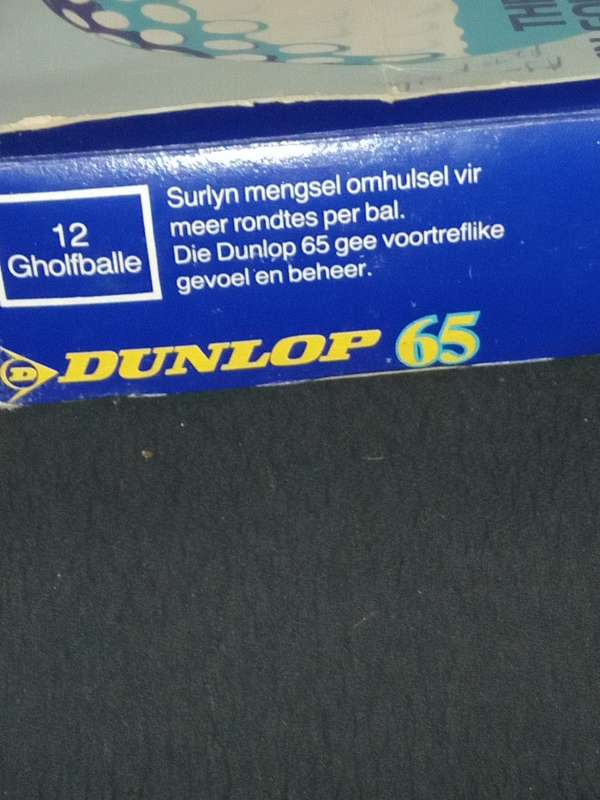 12
Gholfballe
Surlyn mengsel omhulsel vir
meer rondtes per bal.
Die Dunlop 65 gee voortreflike
gevoel en beheer.
D DUNLOP 65